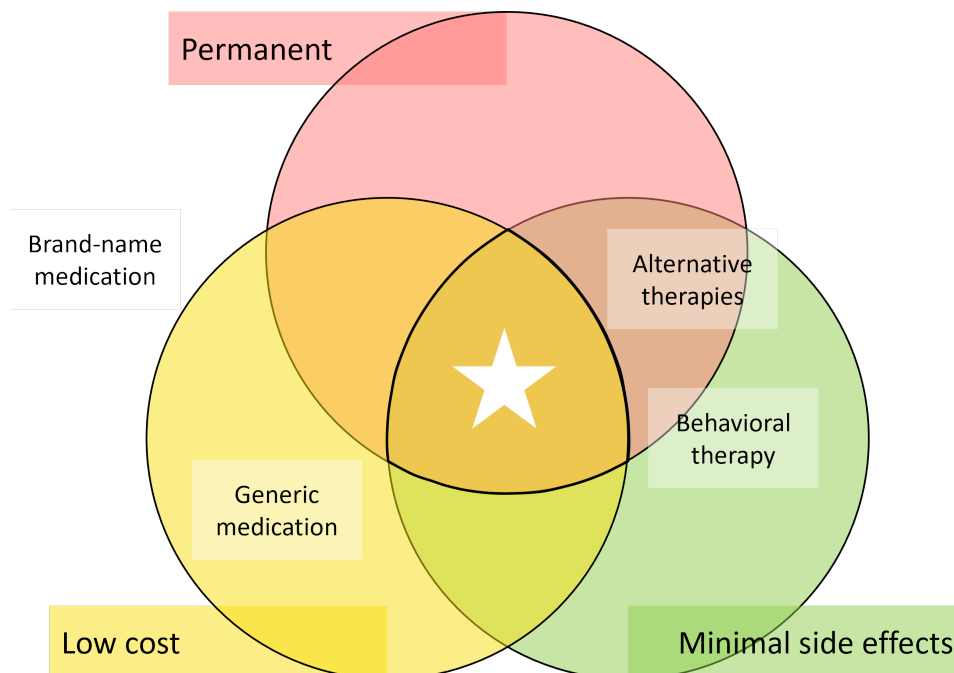 Permanent
Brand-name
medication
Alternative
therapies
Behavioral
therapy
Generic
medication
Low cost
Minimal side effects